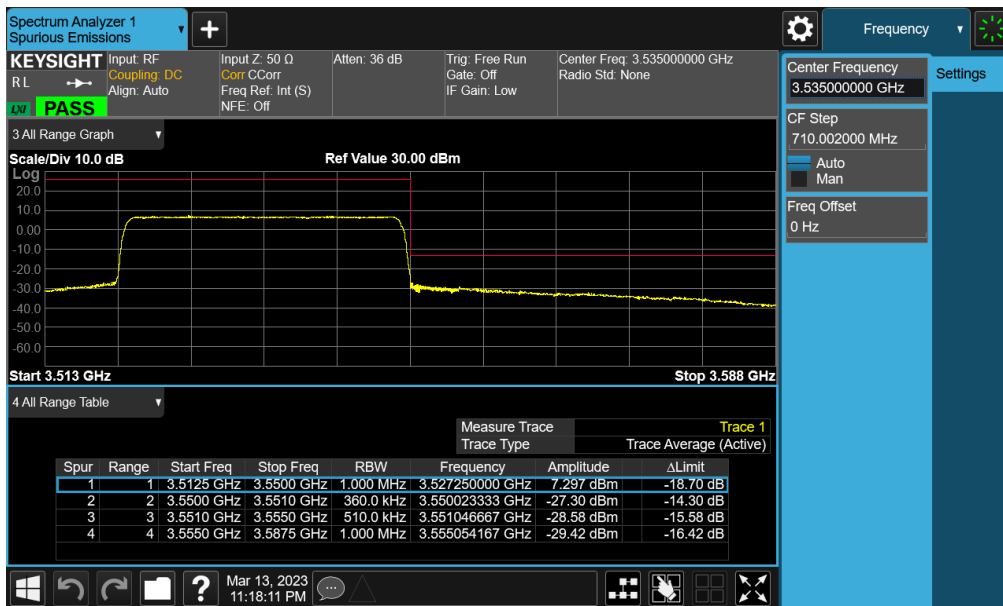 Spectrum Analyzer 1
Spurious Emissions
Frequency
KEYSIGHT
R L
LXI
PASS
Input: RF
Coupling: DC
Align: Auto
Input Z: 50 Ω
Corr CCorr
Freq Ref: Int (S)
NFE: Off
Atten: 36 dB
Trig: Free Run
Gate: Off
IF Gain: Low
Center Freq: 3.535000000 GHz
Radio Std: None
Center Frequency
3.535000000 GHz
Settings
CF Step
710.002000 MHz
Auto
Man
Freq Offset
0 Hz
3 All Range Graph
Scale/Div 10.0 dB
Ref Value 30.00 dBm
Log
20.0
10.0
0.00
-10.0
-20.0
-30.0
-40.0
-50.0
-60.0
Start 3.513 GHz
Stop 3.588 GHz
4 All Range Table
Measure Trace Trace 1
Trace Type Trace Average (Active)
Spur Range Start Freq Stop Freq RBW Frequency Amplitude ΔLimit
1 1 3.5125 GHz 3.5500 GHz 1.000 MHz 3.527250000 GHz 7.297 dBm -18.70 dB
2 2 3.5500 GHz 3.5510 GHz 360.0 kHz 3.550023333 GHz -27.30 dBm -14.30 dB
3 3 3.5510 GHz 3.5550 GHz 510.0 kHz 3.551046667 GHz -28.58 dBm -15.58 dB
4 4 3.5550 GHz 3.5875 GHz 1.000 MHz 3.555054167 GHz -29.42 dBm -16.42 dB
Mar 13, 2023
11:18:11 PM